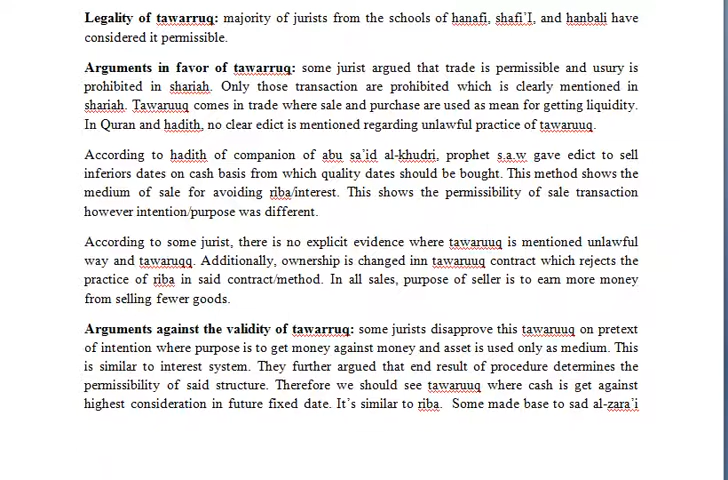 Legality of tawarruq: majority of jurists from the schools of hanafi, shafi'I, and hanbali have
considered it permissible.
Arguments in favor of tawarruq: some jurist argued that trade is permissible and usury is
prohibited in shariah. Only those transaction are prohibited which is clearly mentioned in
shariah. Tawaruuq comes in trade where sale and purchase are used as mean for getting liquidity.
In Quran and hadith, no clear edict is mentioned regarding unlawful practice of tawaruuq.
According to hadith of companion of abu sa'id al-khudri, prophet s.a.w gave edict to sell
inferiors dates on cash basis from which quality dates should be bought. This method shows the
medium of sale for avoiding riba/interest. This shows the permissibility of sale transaction
however intention/purpose was different.
According to some jurist, there is no explicit evidence where tawaruuq is mentioned unlawful
way and tawaruqq. Additionally, ownership is changed inn tawaruuq contract which rejects the
practice of riba in said contract/method. In all sales, purpose of seller is to earn more money
from selling fewer goods.
Arguments against the validity of tawarruq: some jurists disapprove this tawaruuq on pretext
of intention where purpose is to get money against money and asset is used only as medium. This
is similar to interest system. They further argued that end result of procedure determines the
permissibility of said structure. Therefore we should see tawaruuq where cash is get against
highest consideration in future fixed date. It's similar to riba. Some made base to sad al-zara'i